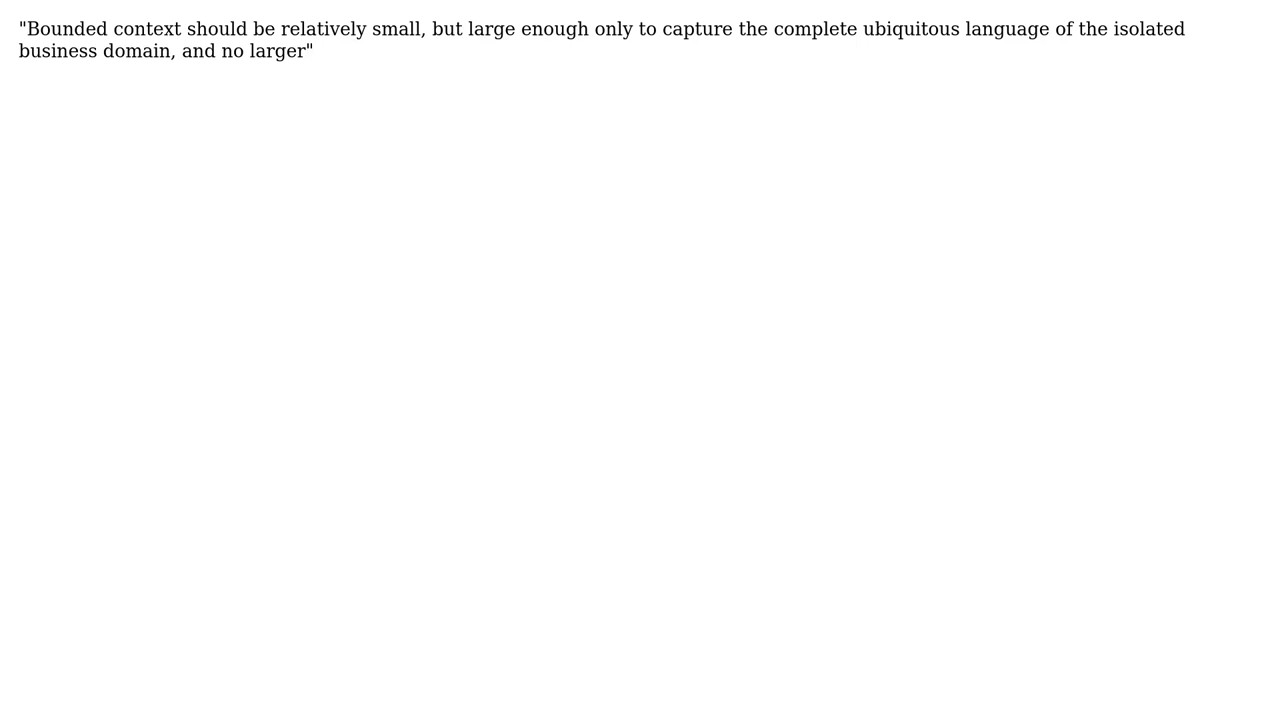 "Bounded context should be relatively small, but large enough only to capture the complete ubiquitous language of the isolated
business domain, and no larger"